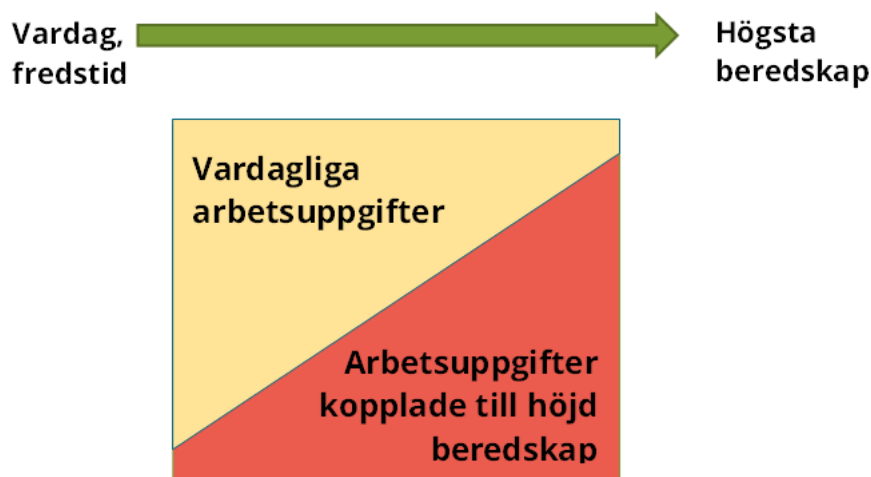 Vardag,
fredstid
Högsta
beredskap
Vardagliga
arbetsuppgifter
Arbetsuppgifter
kopplade till höjd
beredskap